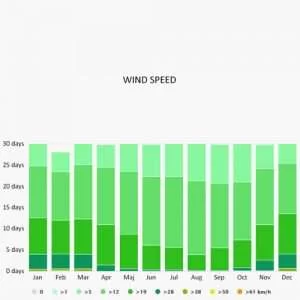 WIND SPEED
30 days
25 days
20 days
15 days
10 days
5 days
0 days
Jan Feb Mar Apr May Jun Jul Aug Sep Oct Nov Dec
0 >1 >5 >12 >19 >28 >38 >50 >61 km/h